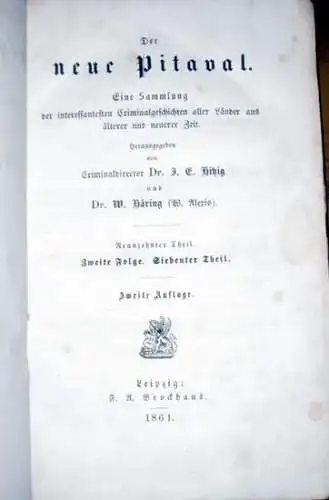 Der
neue Pitaval.
Eine Sammlung
der interessantesten Criminalgeschichten aller Länder aus
älterer und neuerer Zeit.
Herausgegeben
von
Criminaldirector Dr. J. E. Hitzig
und
Dr. W. Häring (W. Alexis).
Neunzehnter Theil.
Zweite Folge. Siebenter Theil.
Zweite Auflage.
Leipzig:
F. A. Brockhaus.
1861.